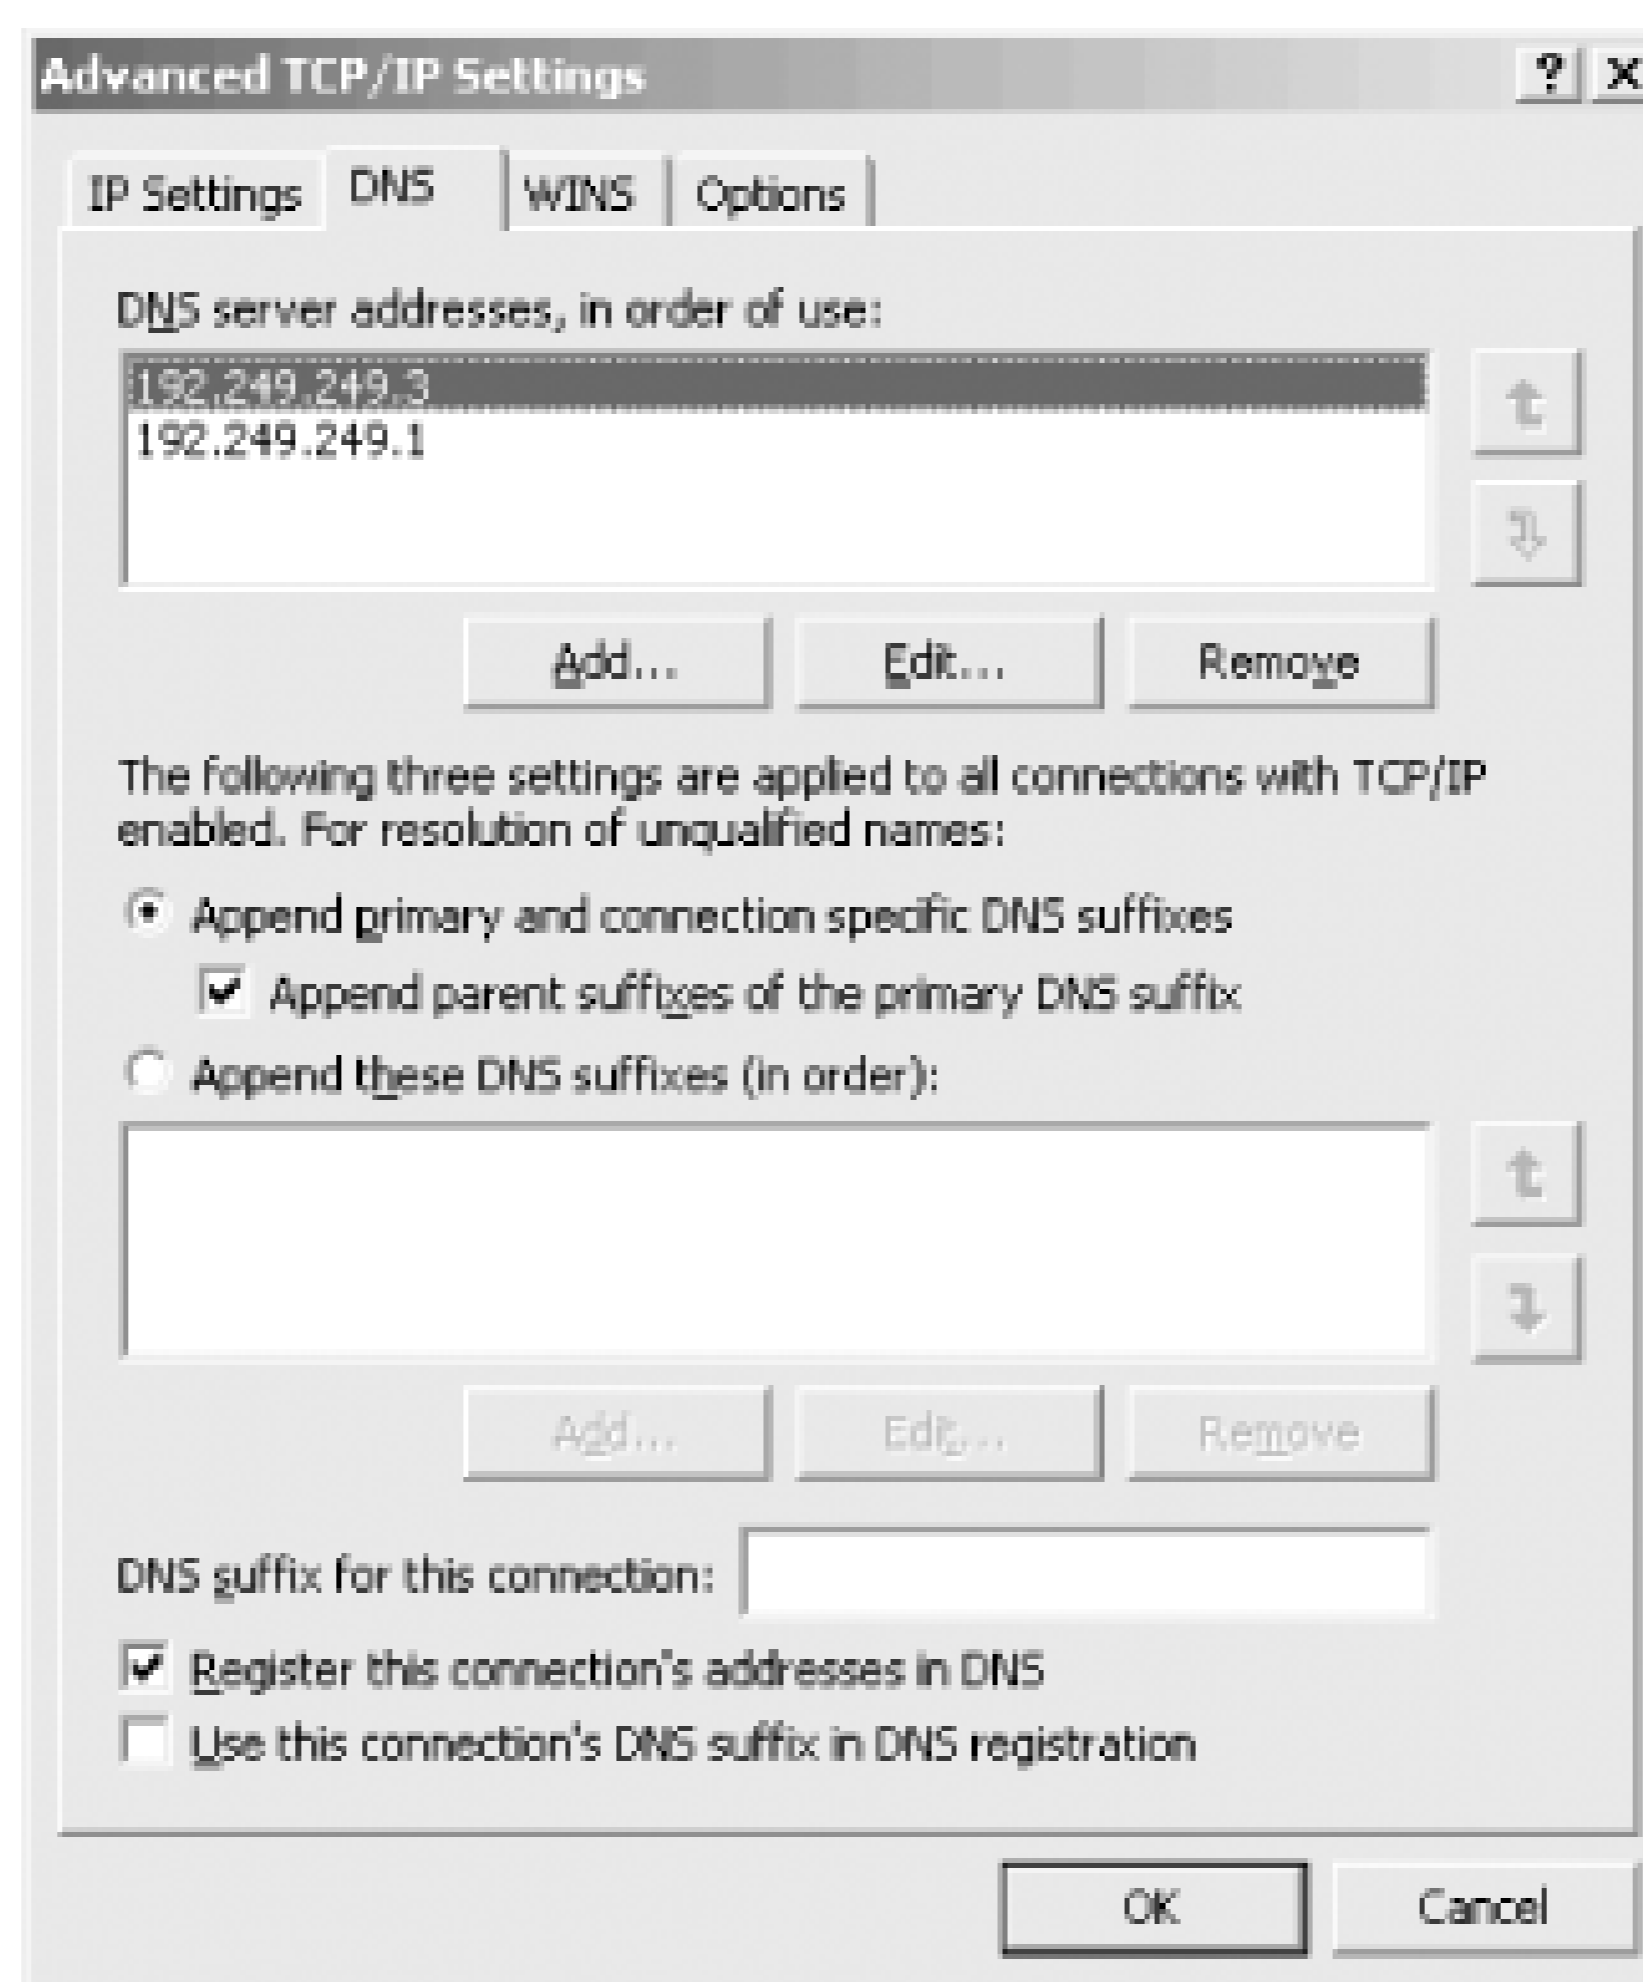 Advanced TCP/IP Settings
? X
IP Settings DNS WINS Options
DNS server addresses, in order of use:
192.249.249.3
192.249.249.1
Add... Edit... Remove
The following three settings are applied to all connections with TCP/IP
enabled. For resolution of unqualified names:
Append primary and connection specific DNS suffixes
Append parent suffixes of the primary DNS suffix
Append these DNS suffixes (in order):
Add... Edit... Remove
DNS suffix for this connection:
Register this connection's addresses in DNS
Use this connection's DNS suffix in DNS registration
OK Cancel